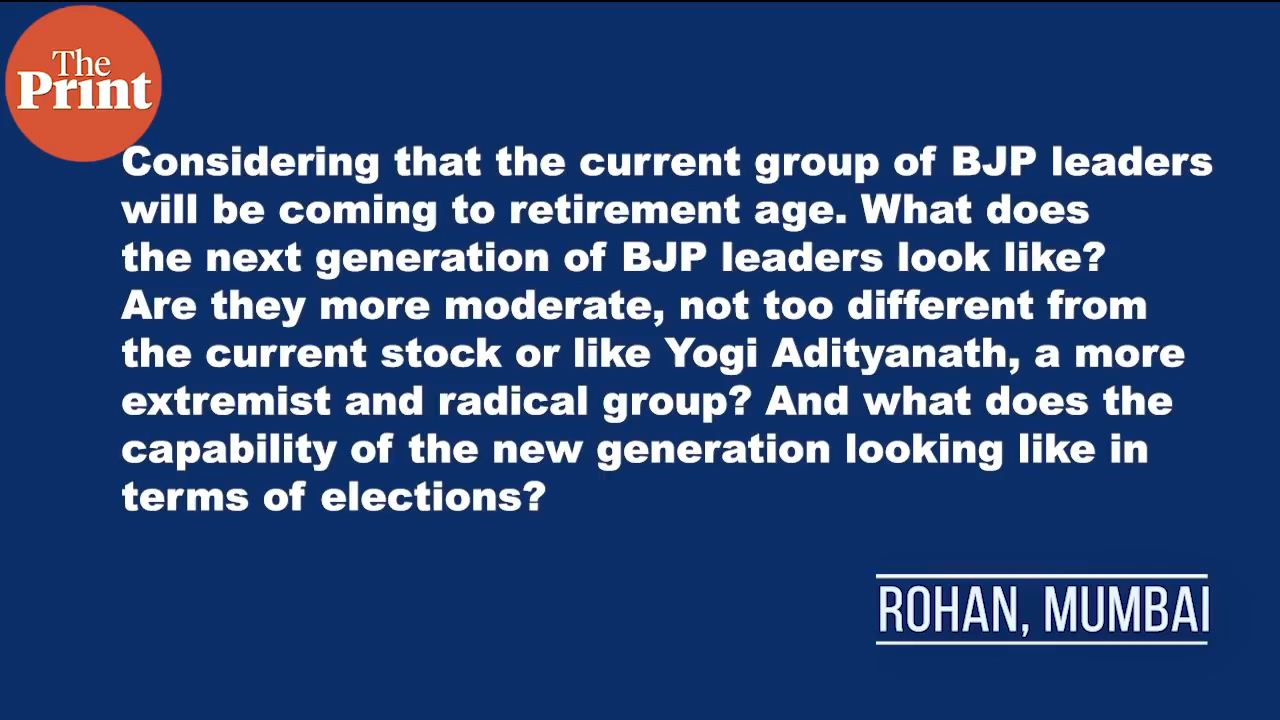 The
Print
Considering that the current group of BJP leaders
will be coming to retirement age. What does
the next generation of BJP leaders look like?
Are they more moderate, not too different from
the current stock or like Yogi Adityanath, a more
extremist and radical group? And what does the
capability of the new generation looking like in
terms of elections?
ROHAN, MUMBAI